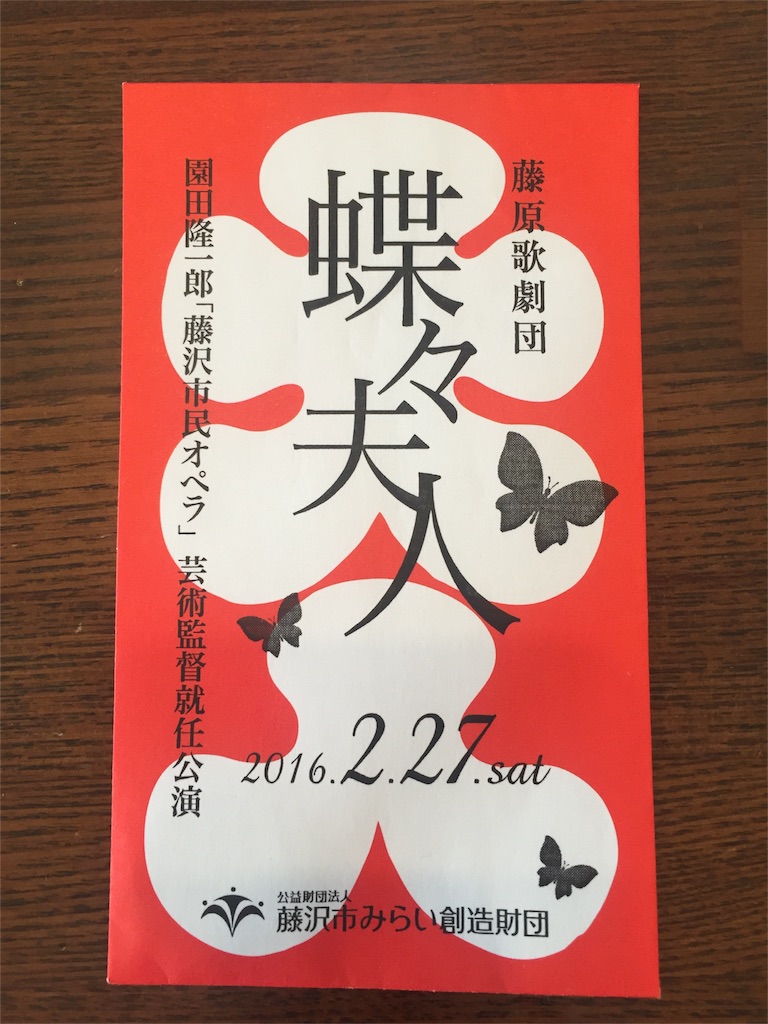 藤原歌劇団
蝶々夫人
園田隆一郎「藤沢市民オペラ」 芸術監督就任公演
2016.2.27.sat
公益財団法人
藤沢市みらい創造財団